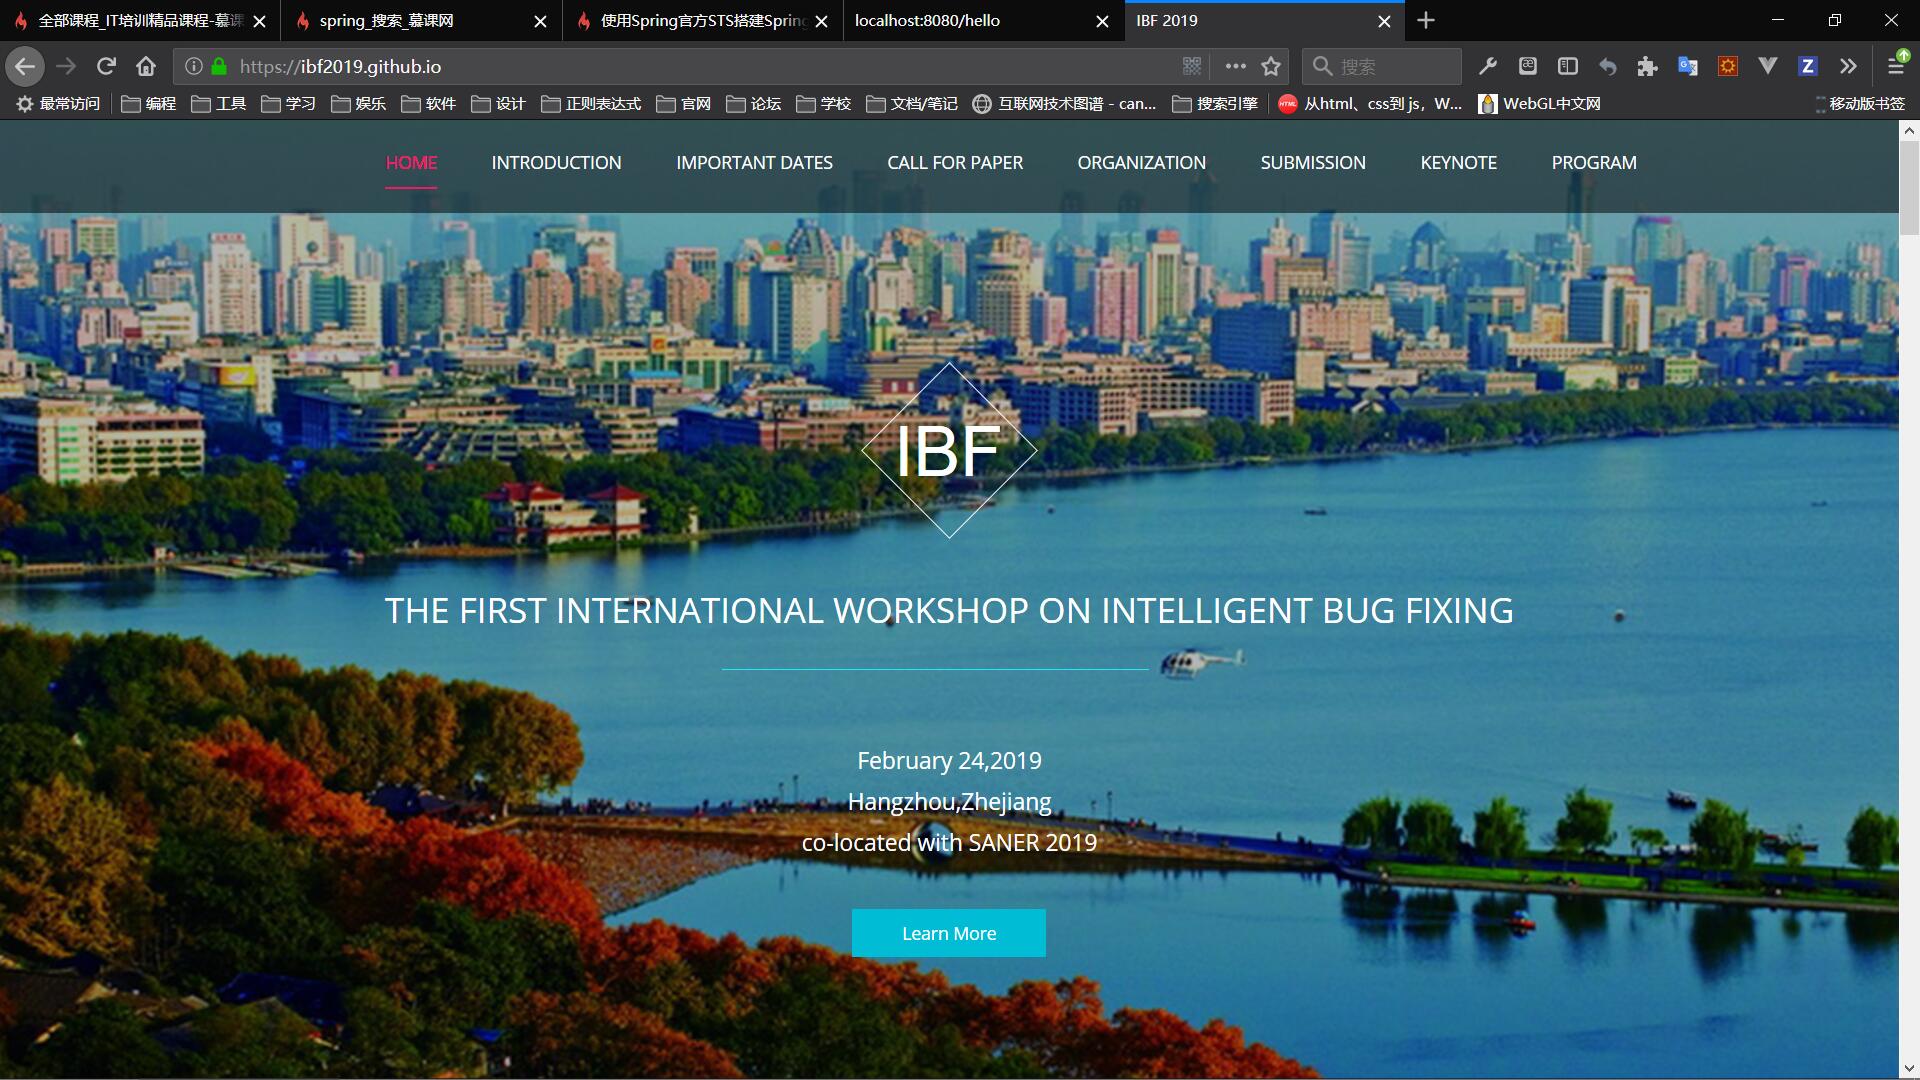 全部课程_IT培训精品课程-慕课
spring_搜索_慕课网
使用Spring官方STS搭建Spring
localhost:8080/hello
IBF 2019
https://ibf2019.github.io
搜索
最常访问
编程
工具
学习
娱乐
软件
设计
正则表达式
官网
论坛
学校
文档/笔记
互联网技术图谱 - can...
搜索引擎
HTML
从html、css到 js，W...
WebGL中文网
移动版书签
HOME
INTRODUCTION
IMPORTANT DATES
CALL FOR PAPER
ORGANIZATION
SUBMISSION
KEYNOTE
PROGRAM
IBF
THE FIRST INTERNATIONAL WORKSHOP ON INTELLIGENT BUG FIXING
February 24,2019
Hangzhou,Zhejiang
co-located with SANER 2019
Learn More